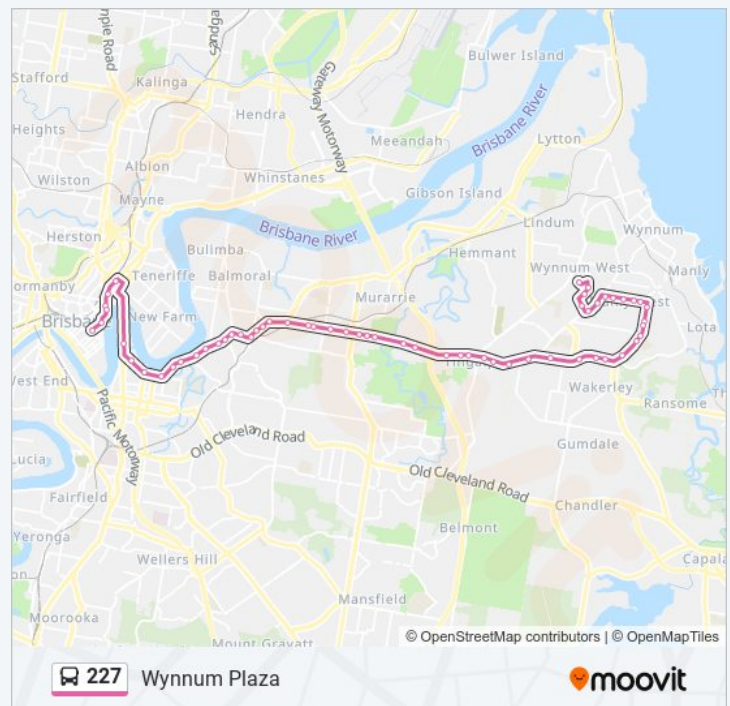 Bulwer Island
Stafford
Kalinga
Gateway Motorway
Hendra
Brisbane River
Heights
Meeandah
Lytton
Albion
Wilston
Whinstanes
Gibson Island
Mayne
Lindum
Wynnum
Herston
Bulimba
Brisbane River
Hemmant
Teneriffe
Balmoral
Wynnum West
Manly
Murarrie
New Farm
Brisbane
Lota
West End
Wakerley
Pacific Motorway
Ransome
Old Cleveland Road
Gumdale
Lucia
Old Cleveland Road
Fairfield
Chandler
Belmont
Yeronga
Wellers Hill
Capala
Mansfield
Moorooka
Mount Gravatt
© OpenStreetMap contributors | © OpenMapTiles
227 Wynnum Plaza
moovit